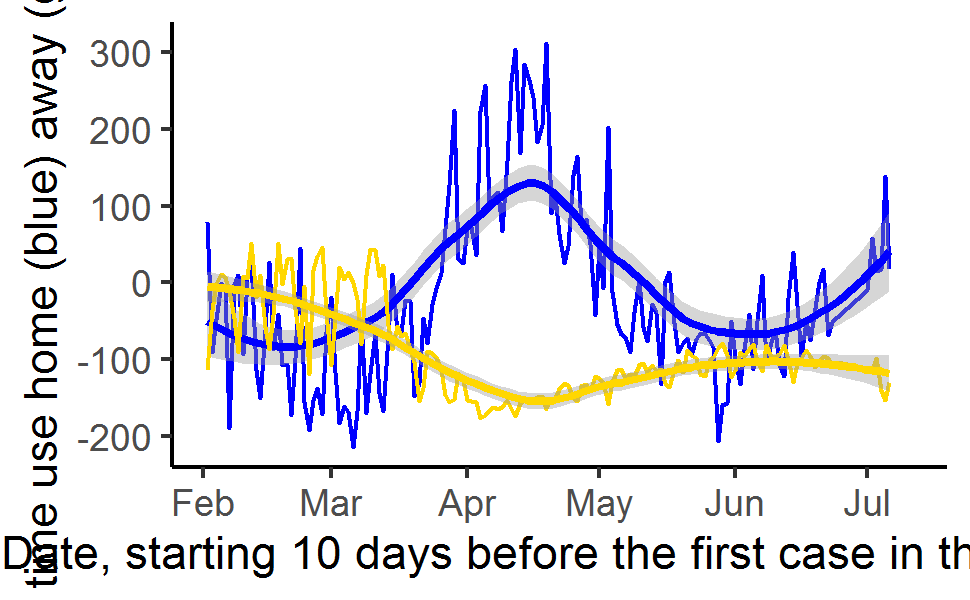 time use home (blue) away (
300
200
100
0
-100
-200
Feb Mar Apr May Jun Jul
Date, starting 10 days before the first case in th